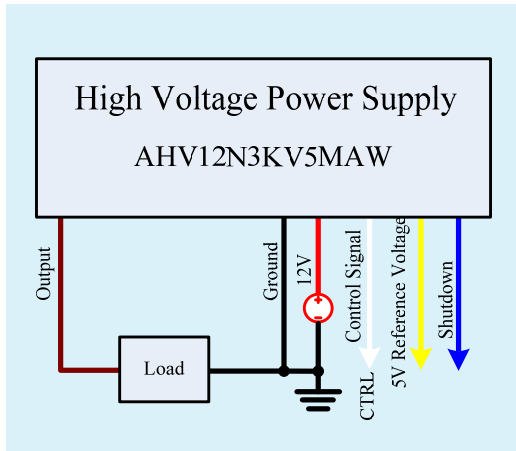 High Voltage Power Supply
AHV12N3KV5MAW
Output
Ground
12V
Control Signal
5V Reference Voltage
Shutdown
Load
CTRL